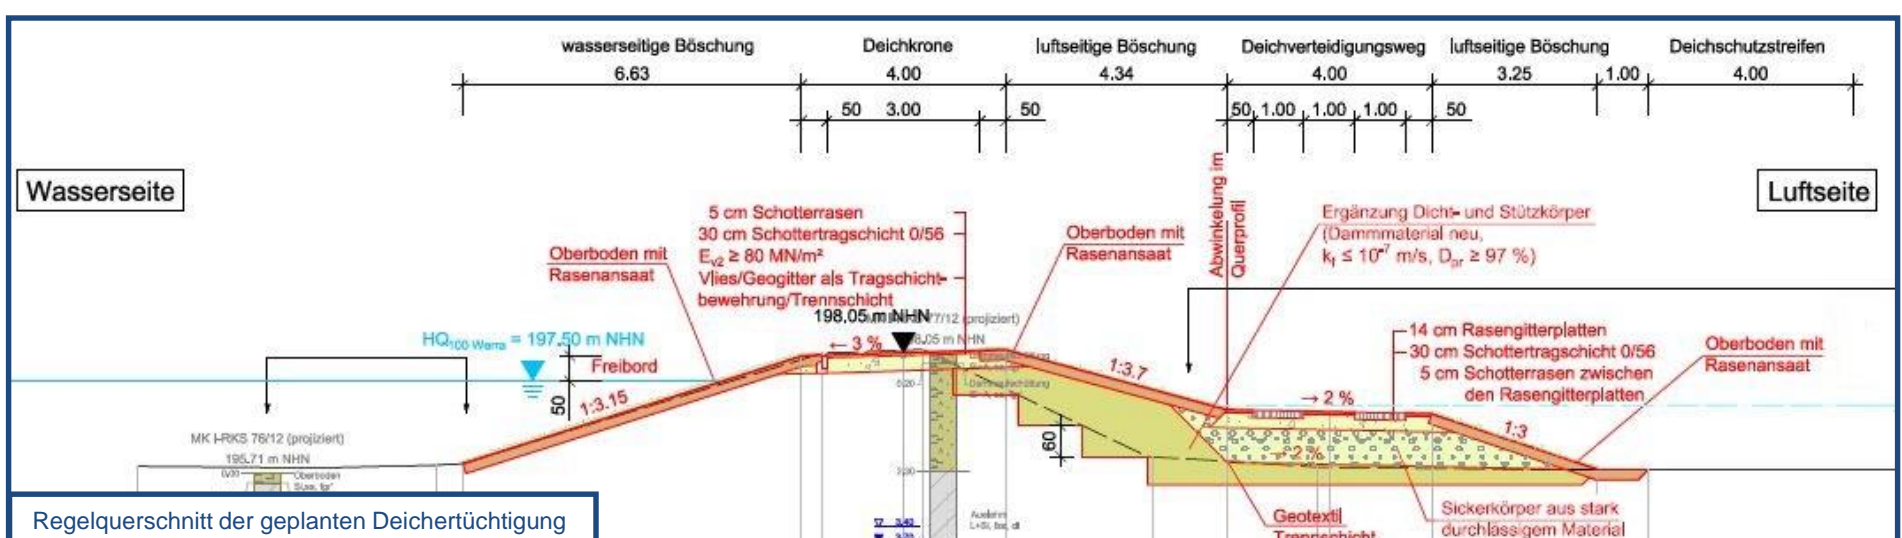 wasserseitige Böschung
Deichkrone
luftseitige Böschung
Deichverteidigungsweg
luftseitige Böschung
Deichschutzstreifen
6.63
4.00
4.34
4.00
3.25
1.00
4.00
50
3.00
50
50
1.00
1.00
1.00
50
Wasserseite
Luftseite
5 cm Schotterrasen
30 cm Schottertragschicht 0/56
Ev2 ≥ 80 MN/m²
Vlies/Geogitter als Tragschicht-
bewehrung/Trennschicht
Oberboden mit
Rasenansaat
Oberboden mit
Rasenansaat
Abwinkelung im
Querprofil
Ergänzung Dicht- und Stützkörper
(Dammmaterial neu,
kf ≤ 10⁻⁷ m/s, Dpr ≥ 97 %)
198,05 m NHN
77/12 (projiziert)
HQ100 Werra = 197,50 m NHN
Freibord
50
← 3 %
1:3.15
1:3.7
14 cm Rasengitterplatten
30 cm Schottertragschicht 0/56
5 cm Schotterrasen zwischen
den Rasengitterplatten
Oberboden mit
Rasenansaat
→ 2 %
1:3
60
→ 2 %
MK I-RKS 76/12 (projiziert)
195,71 m NHN
Oberboden
Regelquerschnitt der geplanten Deichertüchtigung
Auelehm
Geotextil
Trennschicht
Sickerkörper aus stark
durchlässigem Material